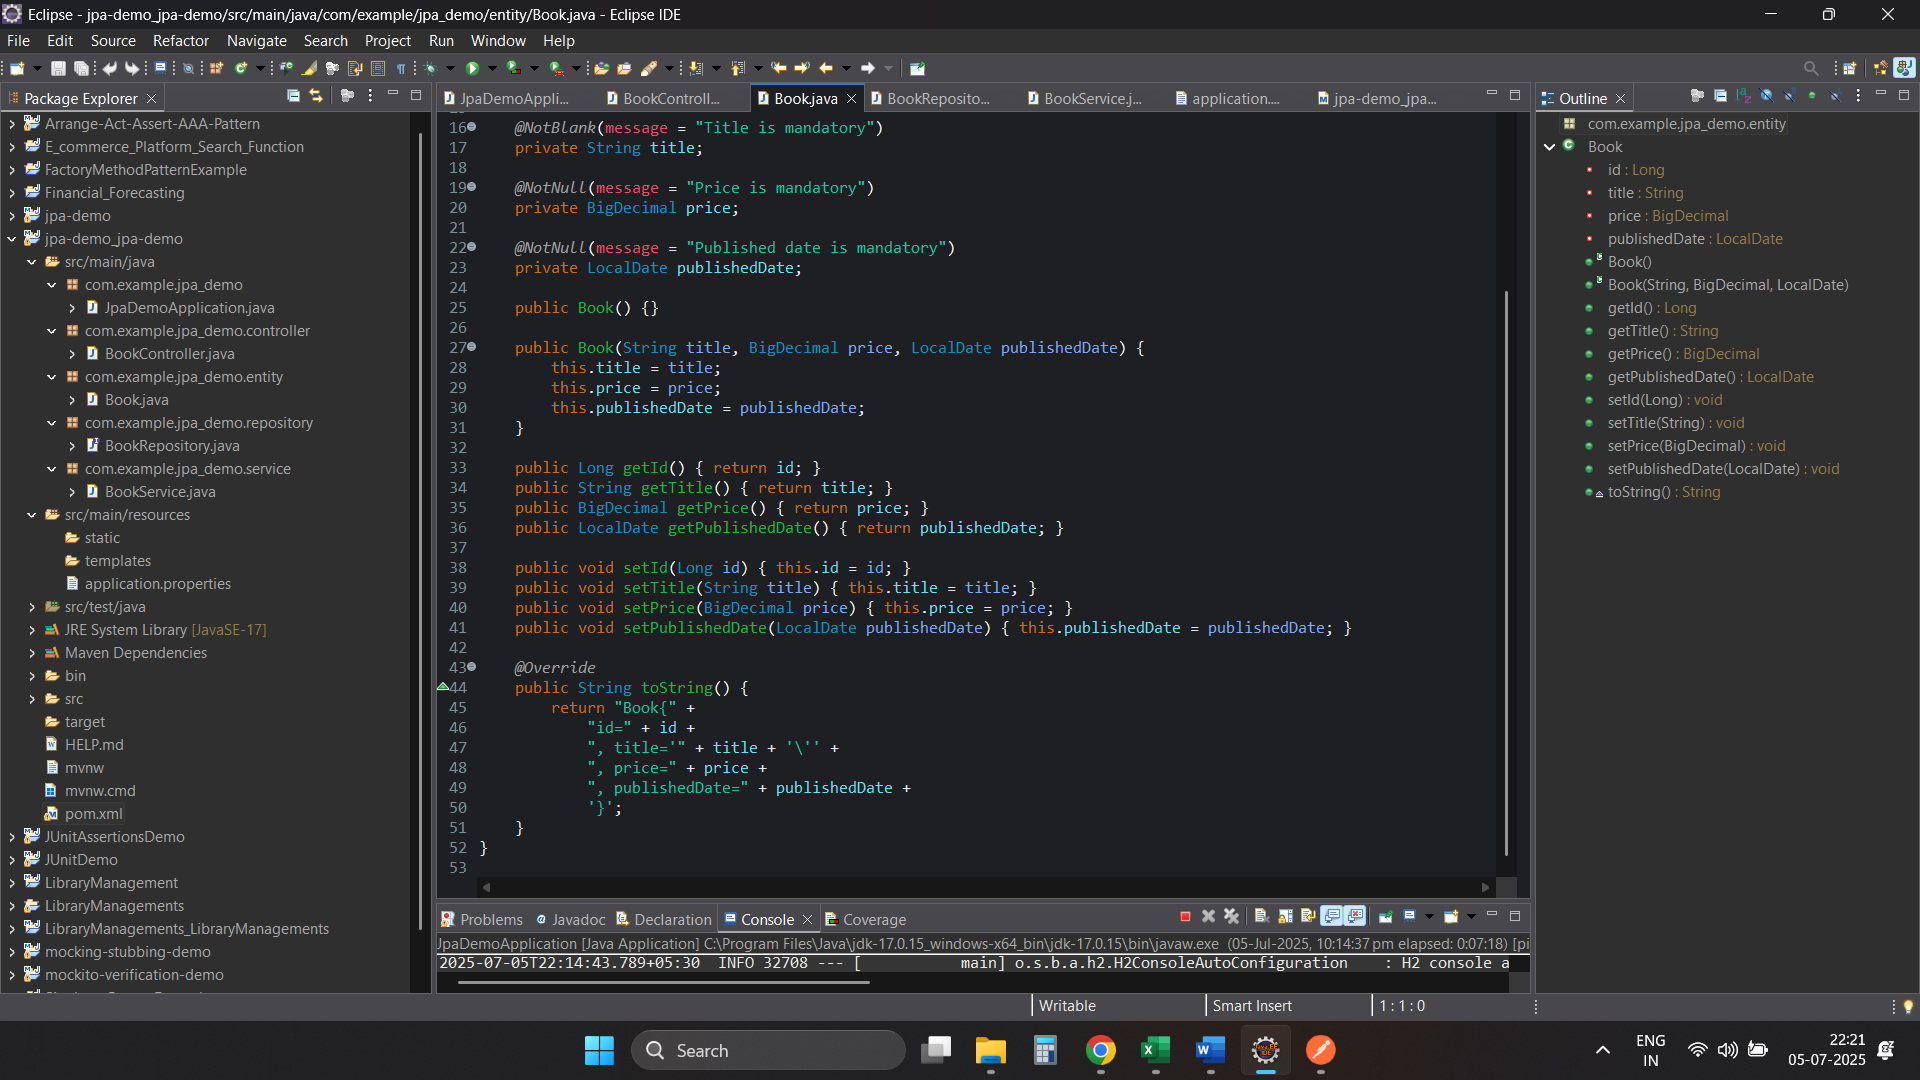 Eclipse - jpa-demo_jpa-demo/src/main/java/com/example/jpa_demo/entity/Book.java - Eclipse IDE
File Edit Source Refactor Navigate Search Project Run Window Help
Package Explorer
Arrange-Act-Assert-AAA-Pattern
E_commerce_Platform_Search_Function
FactoryMethodPatternExample
Financial_Forecasting
jpa-demo
jpa-demo_jpa-demo
src/main/java
com.example.jpa_demo
JpaDemoApplication.java
com.example.jpa_demo.controller
BookController.java
com.example.jpa_demo.entity
Book.java
com.example.jpa_demo.repository
BookRepository.java
com.example.jpa_demo.service
BookService.java
src/main/resources
static
templates
application.properties
src/test/java
JRE System Library [JavaSE-17]
Maven Dependencies
bin
src
target
HELP.md
mvnw
mvnw.cmd
pom.xml
JUnitAssertionsDemo
JUnitDemo
LibraryManagement
LibraryManagements
LibraryManagements_LibraryManagements
mocking-stubbing-demo
mockito-verification-demo
JpaDemoAppli... BookControll... Book.java BookReposito... BookService.j... application.... jpa-demo_jpa...
16 @NotBlank(message = "Title is mandatory")
17 private String title;
18
19 @NotNull(message = "Price is mandatory")
20 private BigDecimal price;
21
22 @NotNull(message = "Published date is mandatory")
23 private LocalDate publishedDate;
24
25 public Book() {}
26
27 public Book(String title, BigDecimal price, LocalDate publishedDate) {
28 this.title = title;
29 this.price = price;
30 this.publishedDate = publishedDate;
31 }
32
33 public Long getId() { return id; }
34 public String getTitle() { return title; }
35 public BigDecimal getPrice() { return price; }
36 public LocalDate getPublishedDate() { return publishedDate; }
37
38 public void setId(Long id) { this.id = id; }
39 public void setTitle(String title) { this.title = title; }
40 public void setPrice(BigDecimal price) { this.price = price; }
41 public void setPublishedDate(LocalDate publishedDate) { this.publishedDate = publishedDate; }
42
43 @Override
44 public String toString() {
45 return "Book{" +
46 "id=" + id +
47 ", title='" + title + '\'' +
48 ", price=" + price +
49 ", publishedDate=" + publishedDate +
50 '}';
51 }
52 }
53
Problems Javadoc Declaration Console Coverage
JpaDemoApplication [Java Application] C:\Program Files\Java\jdk-17.0.15_windows-x64_bin\jdk-17.0.15\bin\javaw.exe (05-Jul-2025, 10:14:37 pm elapsed: 0:07:18) [pi
2025-07-05T22:14:43.789+05:30 INFO 32708 --- [ main] o.s.b.a.h2.H2ConsoleAutoConfiguration : H2 console a
Outline
com.example.jpa_demo.entity
Book
id : Long
title : String
price : BigDecimal
publishedDate : LocalDate
Book()
Book(String, BigDecimal, LocalDate)
getId() : Long
getTitle() : String
getPrice() : BigDecimal
getPublishedDate() : LocalDate
setId(Long) : void
setTitle(String) : void
setPrice(BigDecimal) : void
setPublishedDate(LocalDate) : void
toString() : String
Writable Smart Insert 1 : 1 : 0
Search
ENG
IN
22:21
05-07-2025